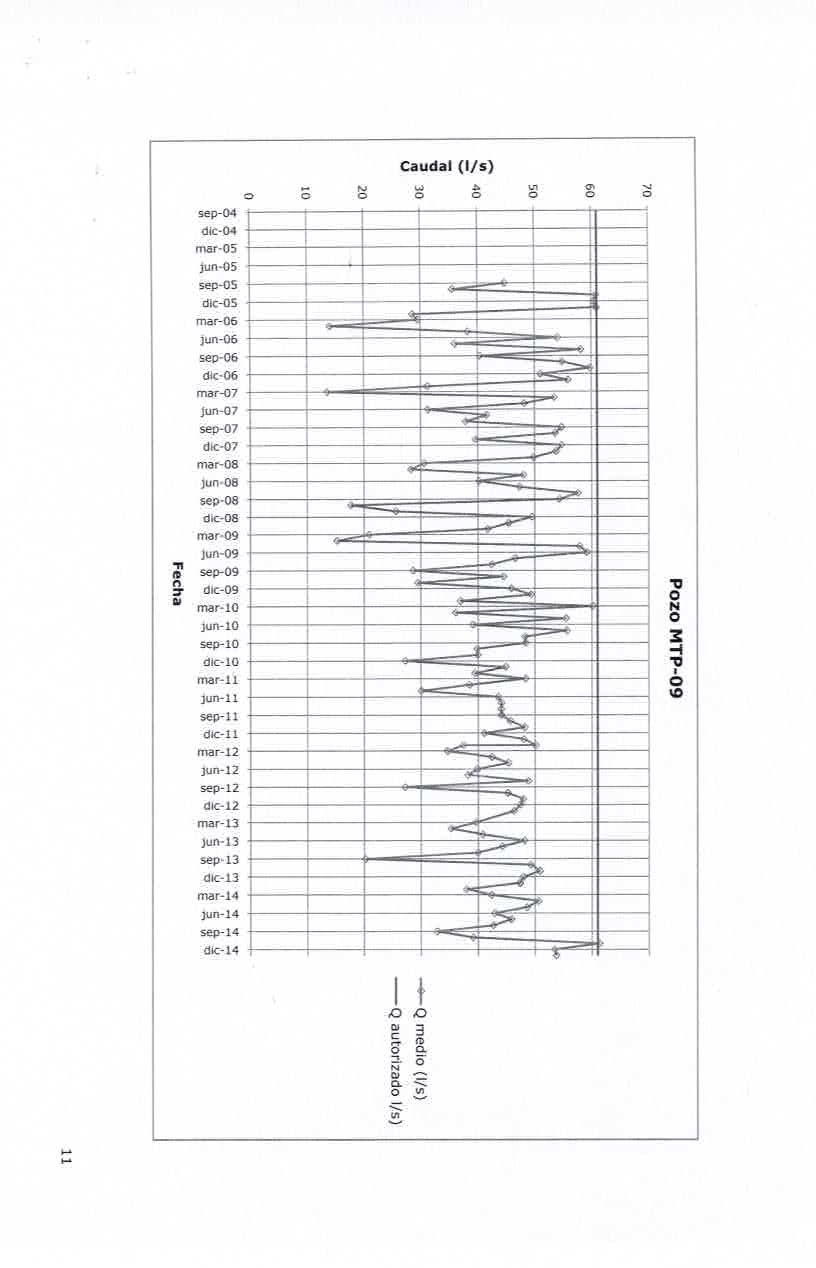 Pozo MTP-09
Caudal (l/s)
70
60
50
40
30
20
10
0
sep-04
dic-04
mar-05
jun-05
sep-05
dic-05
mar-06
jun-06
sep-06
dic-06
mar-07
jun-07
sep-07
dic-07
mar-08
jun-08
sep-08
dic-08
mar-09
jun-09
sep-09
dic-09
mar-10
jun-10
sep-10
dic-10
mar-11
jun-11
sep-11
dic-11
mar-12
jun-12
sep-12
dic-12
mar-13
jun-13
sep-13
dic-13
mar-14
jun-14
sep-14
dic-14
Fecha
Q medio (l/s)
Q autorizado l/s)
11